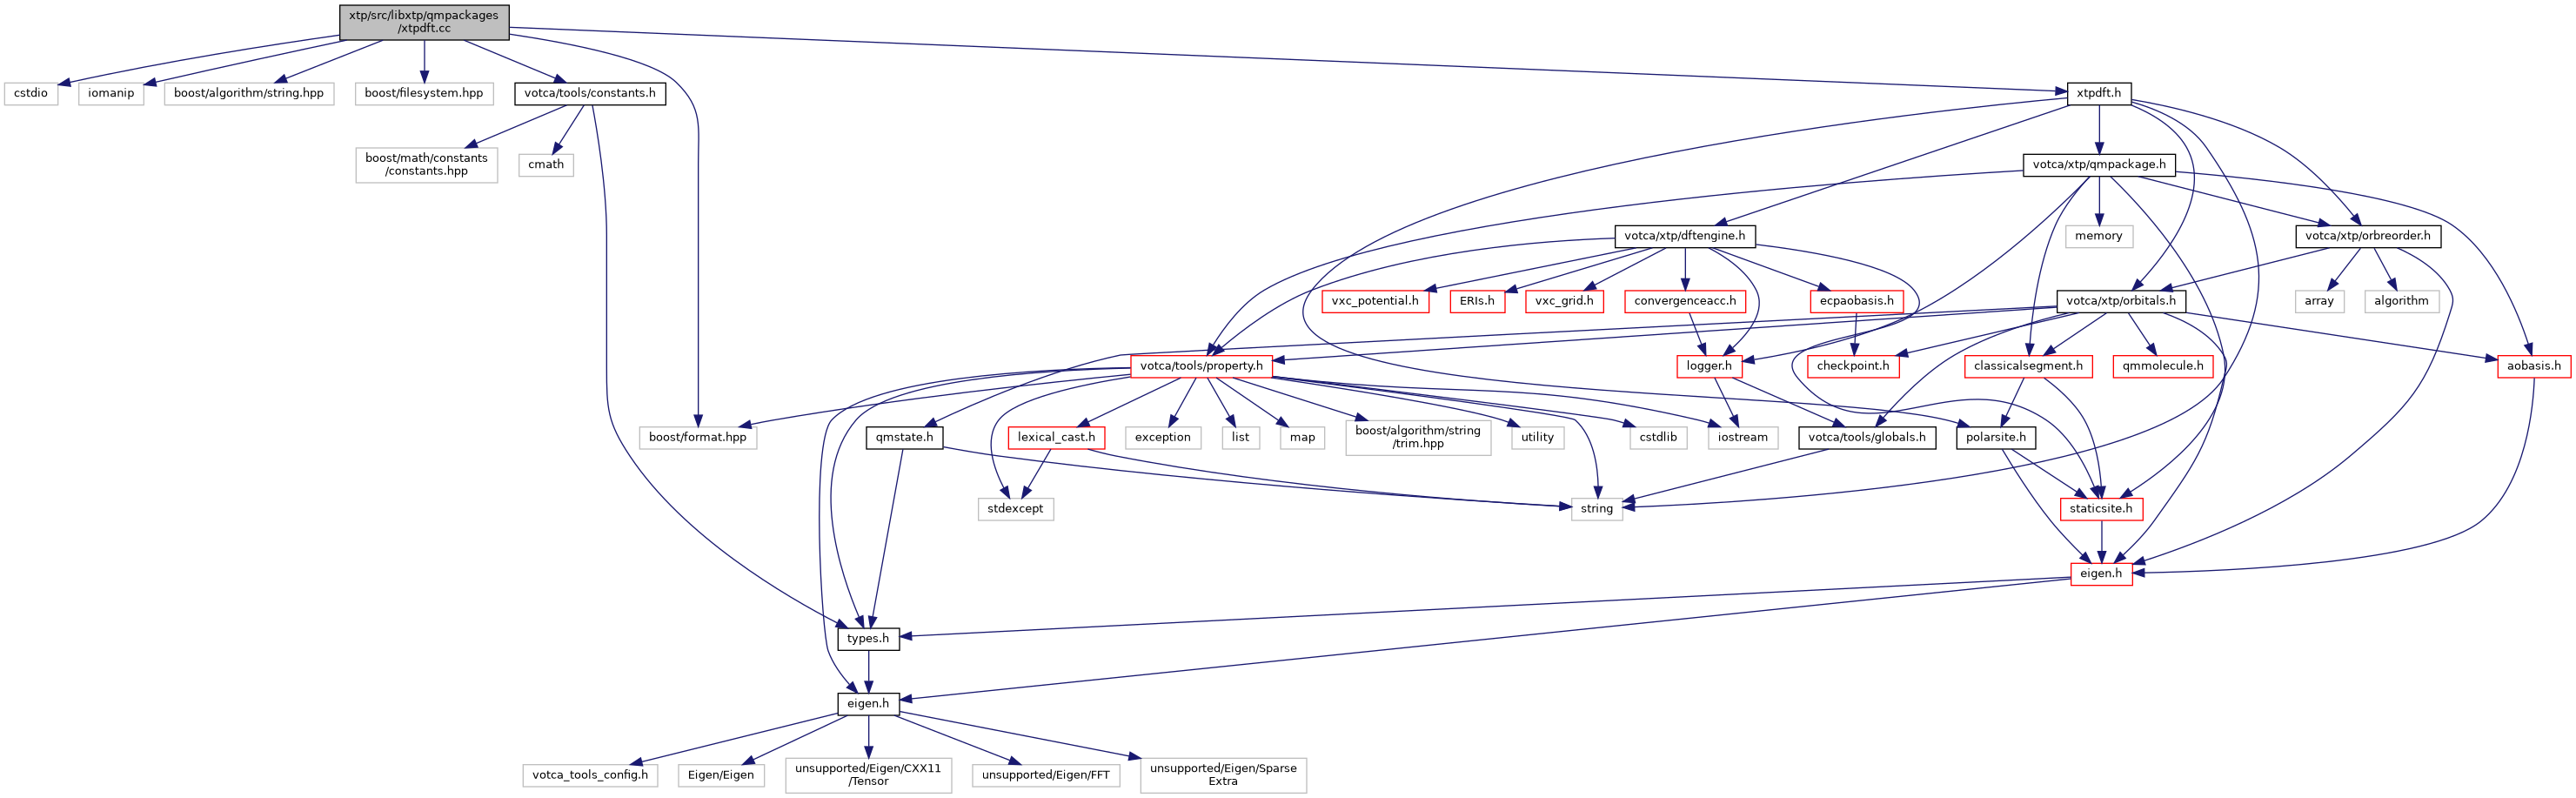 xtp/src/libxtp/qmpackages
/xtpdft.cc
cstdio
iomanip
boost/algorithm/string.hpp
boost/filesystem.hpp
votca/tools/constants.h
xtpdft.h
boost/math/constants
/constants.hpp
cmath
votca/xtp/qmpackage.h
votca/xtp/dftengine.h
memory
votca/xtp/orbreorder.h
vxc_potential.h
ERIs.h
vxc_grid.h
convergenceacc.h
ecpaobasis.h
votca/xtp/orbitals.h
array
algorithm
votca/tools/property.h
logger.h
checkpoint.h
classicalsegment.h
qmmolecule.h
aobasis.h
boost/format.hpp
qmstate.h
lexical_cast.h
exception
list
map
boost/algorithm/string
/trim.hpp
utility
cstdlib
iostream
votca/tools/globals.h
polarsite.h
stdexcept
string
staticsite.h
eigen.h
types.h
eigen.h
votca_tools_config.h
Eigen/Eigen
unsupported/Eigen/CXX11
/Tensor
unsupported/Eigen/FFT
unsupported/Eigen/Sparse
Extra